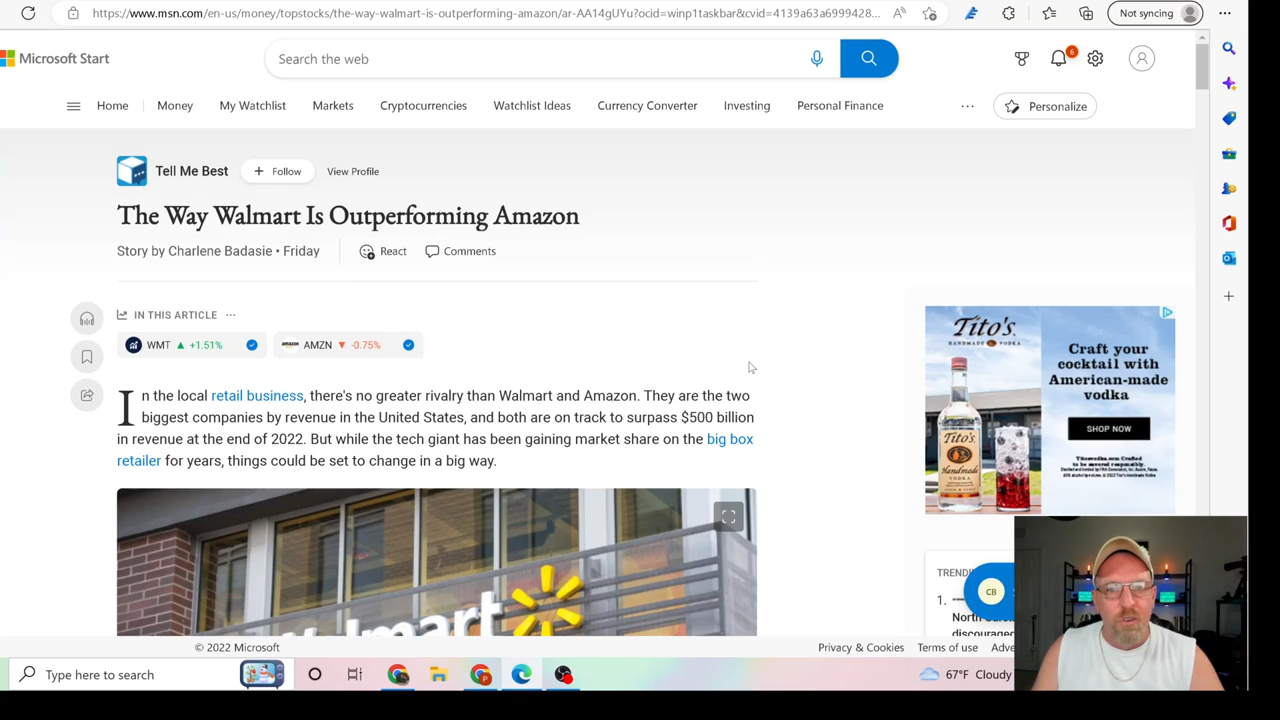 https://www.msn.com/en-us/money/topstocks/the-way-walmart-is-outperforming-amazon/ar-AA14gUYu?ocid=winp1taskbar&cvid=4139a63a6999428...
Not syncing
Microsoft Start
Search the web
6
Home
Money
My Watchlist
Markets
Cryptocurrencies
Watchlist Ideas
Currency Converter
Investing
Personal Finance
Personalize
Tell Me Best
+ Follow
View Profile
The Way Walmart Is Outperforming Amazon
Story by Charlene Badasie • Friday
React
Comments
IN THIS ARTICLE
WMT ▲ +1.51%
amazon AMZN ▼ -0.75%
In the local retail business, there's no greater rivalry than Walmart and Amazon. They are the two
biggest companies by revenue in the United States, and both are on track to surpass $500 billion
in revenue at the end of 2022. But while the tech giant has been gaining market share on the big box
retailer for years, things could be set to change in a big way.
Walmart
Tito's
HANDMADE VODKA
Craft your
cocktail with
American-made
vodka
SHOP NOW
Tito's
Handmade
VODKA
TRENDI
1.
North Caroli
discouraged
CB
© 2022 Microsoft
Privacy & Cookies
Terms of use
Adve
Type here to search
67°F Cloudy